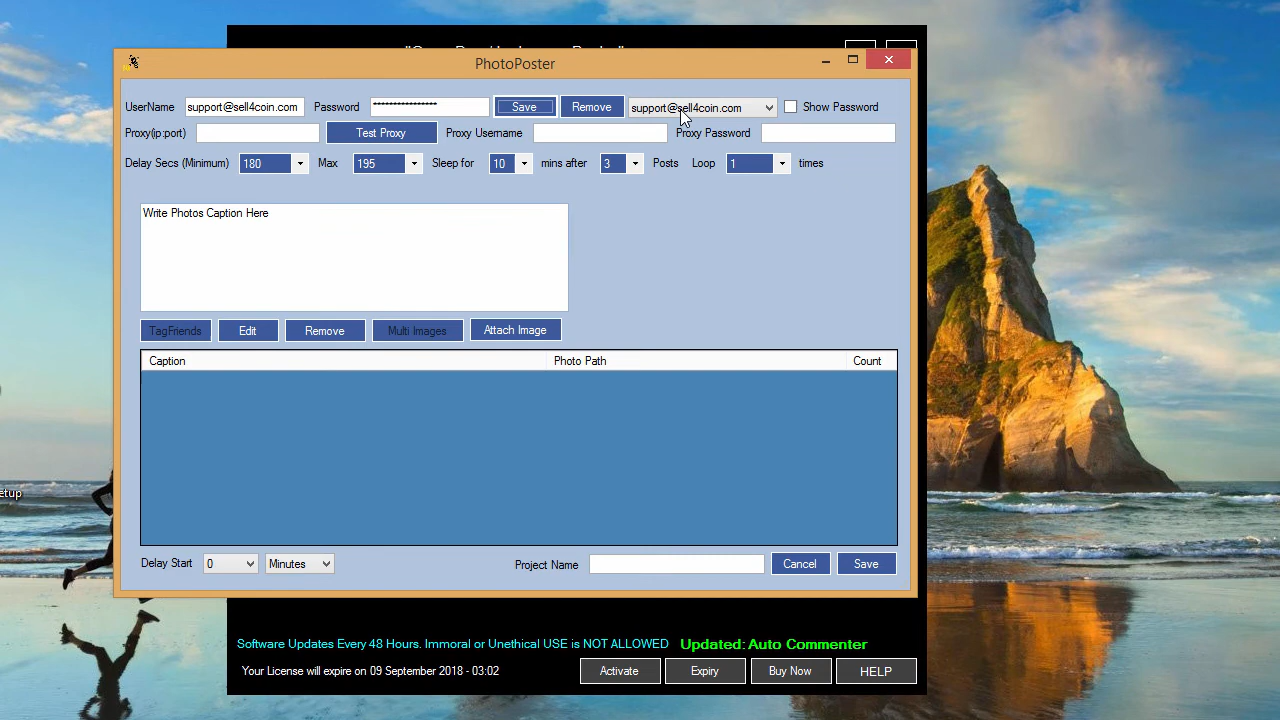 PhotoPoster
UserName support@sell4coin.com Password **************** Save Remove support@sell4coin.com Show Password
Proxy(ip:port) Test Proxy Proxy Username Proxy Password
Delay Secs (Minimum) 180 Max 195 Sleep for 10 mins after 3 Posts Loop 1 times
Write Photos Caption Here
TagFriends Edit Remove Multi Images Attach Image
Caption Photo Path Count
etup
Delay Start 0 Minutes Project Name Cancel Save
Software Updates Every 48 Hours. Immoral or Unethical USE is NOT ALLOWED Updated: Auto Commenter
Your License will expire on 09 September 2018 - 03:02 Activate Expiry Buy Now HELP